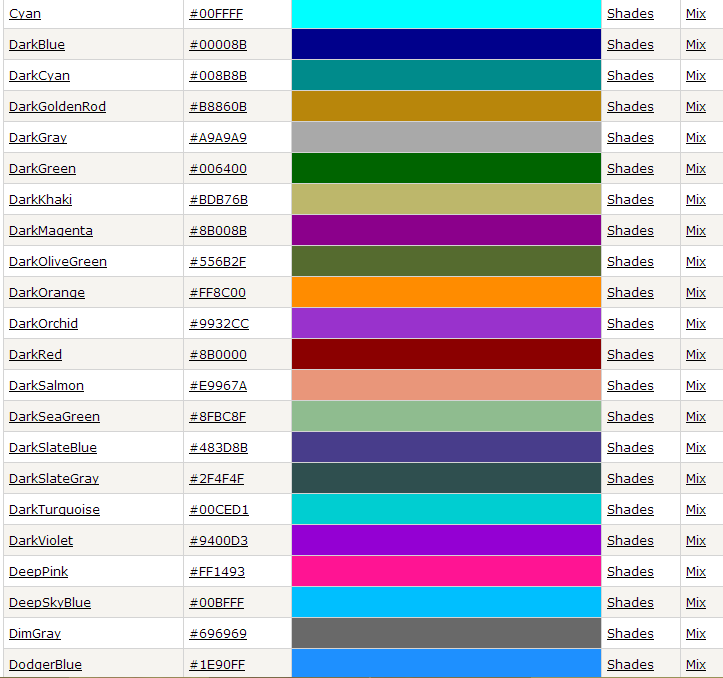 Cyan #00FFFF Shades Mix
DarkBlue #00008B Shades Mix
DarkCyan #008B8B Shades Mix
DarkGoldenRod #B8860B Shades Mix
DarkGray #A9A9A9 Shades Mix
DarkGreen #006400 Shades Mix
DarkKhaki #BDB76B Shades Mix
DarkMagenta #8B008B Shades Mix
DarkOliveGreen #556B2F Shades Mix
DarkOrange #FF8C00 Shades Mix
DarkOrchid #9932CC Shades Mix
DarkRed #8B0000 Shades Mix
DarkSalmon #E9967A Shades Mix
DarkSeaGreen #8FBC8F Shades Mix
DarkSlateBlue #483D8B Shades Mix
DarkSlateGray #2F4F4F Shades Mix
DarkTurquoise #00CED1 Shades Mix
DarkViolet #9400D3 Shades Mix
DeepPink #FF1493 Shades Mix
DeepSkyBlue #00BFFF Shades Mix
DimGray #696969 Shades Mix
DodgerBlue #1E90FF Shades Mix